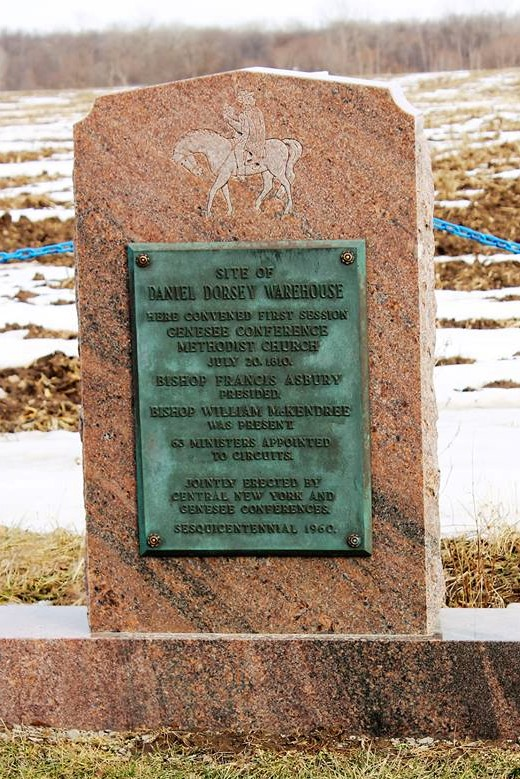 SITE OF
DANIEL DORSEY WAREHOUSE
HERE CONVENED FIRST SESSION
GENESEE CONFERENCE
METHODIST CHURCH
JULY 20. 1810.
BISHOP FRANCIS ASBURY
PRESIDED.
BISHOP WILLIAM McKENDREE
WAS PRESENT.
63 MINISTERS APPOINTED
TO CIRCUITS.
JOINTLY ERECTED BY
CENTRAL NEW YORK AND
GENESEE CONFERENCES.
SESQUICENTENNIAL 1960.